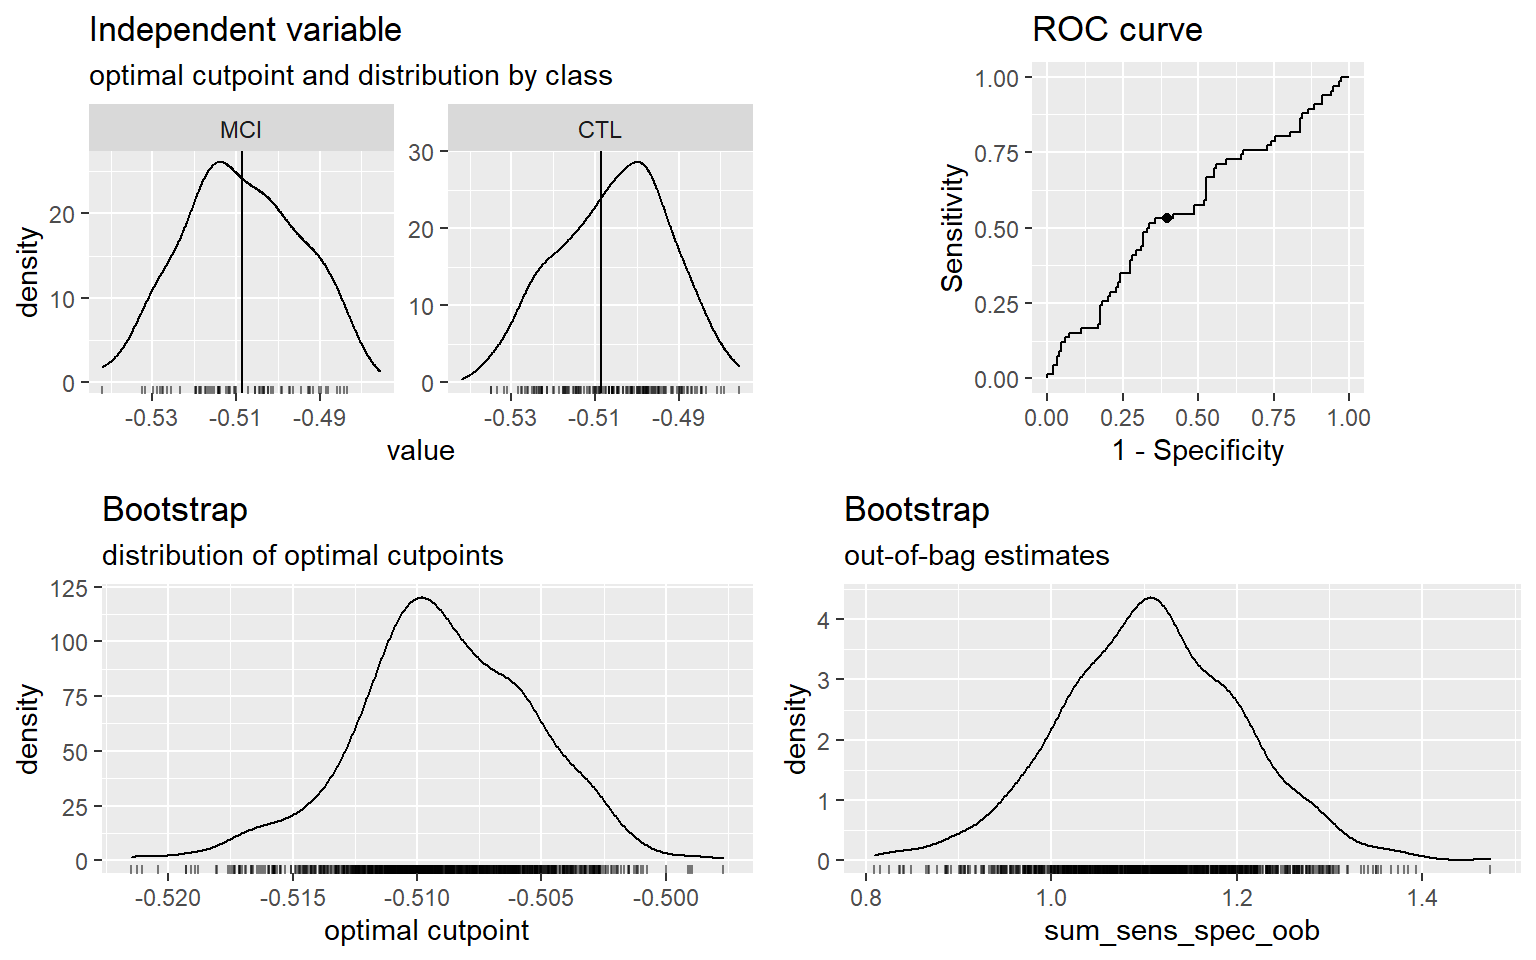 Independent variable
optimal cutpoint and distribution by class
MCI
CTL
density
0
10
20
0
10
20
30
-0.53
-0.51
-0.49
-0.53
-0.51
-0.49
value
ROC curve
Sensitivity
1.00
0.75
0.50
0.25
0.00
0.00
0.25
0.50
0.75
1.00
1 - Specificity
Bootstrap
distribution of optimal cutpoints
density
125
100
75
50
25
0
-0.520
-0.515
-0.510
-0.505
-0.500
optimal cutpoint
Bootstrap
out-of-bag estimates
density
4
3
2
1
0
0.8
1.0
1.2
1.4
sum_sens_spec_oob